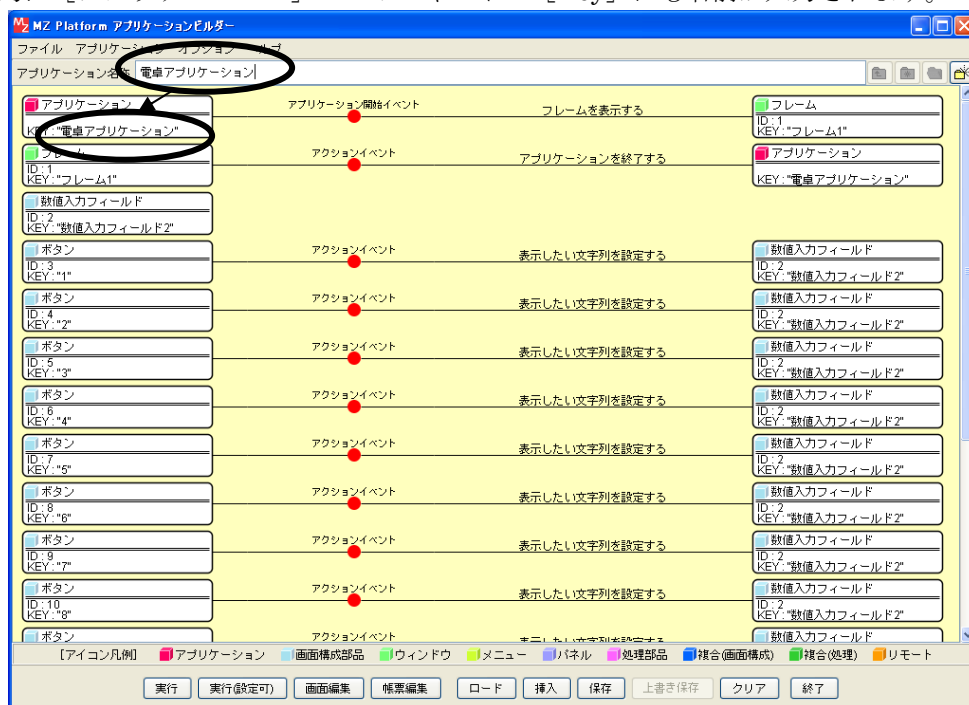 MZ Platform アプリケーションビルダー
ファイル アプリケーション オプション ヘルプ
アプリケーション名称 電卓アプリケーション
アプリケーション アプリケーション開始イベント フレームを表示する フレーム
KEY:"電卓アプリケーション" ID:1
KEY:"フレーム1"
フレーム アクションイベント アプリケーションを終了する アプリケーション
ID:1
KEY:"フレーム1" KEY:"電卓アプリケーション"
数値入力フィールド
ID:2
KEY:"数値入力フィールド2"
ボタン アクションイベント 表示したい文字列を設定する 数値入力フィールド
ID:3 ID:2
KEY:"1" KEY:"数値入力フィールド2"
ボタン アクションイベント 表示したい文字列を設定する 数値入力フィールド
ID:4 ID:2
KEY:"2" KEY:"数値入力フィールド2"
ボタン アクションイベント 表示したい文字列を設定する 数値入力フィールド
ID:5 ID:2
KEY:"3" KEY:"数値入力フィールド2"
ボタン アクションイベント 表示したい文字列を設定する 数値入力フィールド
ID:6 ID:2
KEY:"4" KEY:"数値入力フィールド2"
ボタン アクションイベント 表示したい文字列を設定する 数値入力フィールド
ID:7 ID:2
KEY:"5" KEY:"数値入力フィールド2"
ボタン アクションイベント 表示したい文字列を設定する 数値入力フィールド
ID:8 ID:2
KEY:"6" KEY:"数値入力フィールド2"
ボタン アクションイベント 表示したい文字列を設定する 数値入力フィールド
ID:9 ID:2
KEY:"7" KEY:"数値入力フィールド2"
ボタン アクションイベント 表示したい文字列を設定する 数値入力フィールド
ID:10 ID:2
KEY:"8" KEY:"数値入力フィールド2"
ボタン アクションイベント 表示したい文字列を設定する 数値入力フィールド
[アイコン凡例] アプリケーション 画面構成部品 ウィンドウ メニュー パネル 処理部品 複合(画面構成) 複合(処理) リモート
実行 実行(設定可) 画面編集 帳票編集 ロード 挿入 保存 上書き保存 クリア 終了